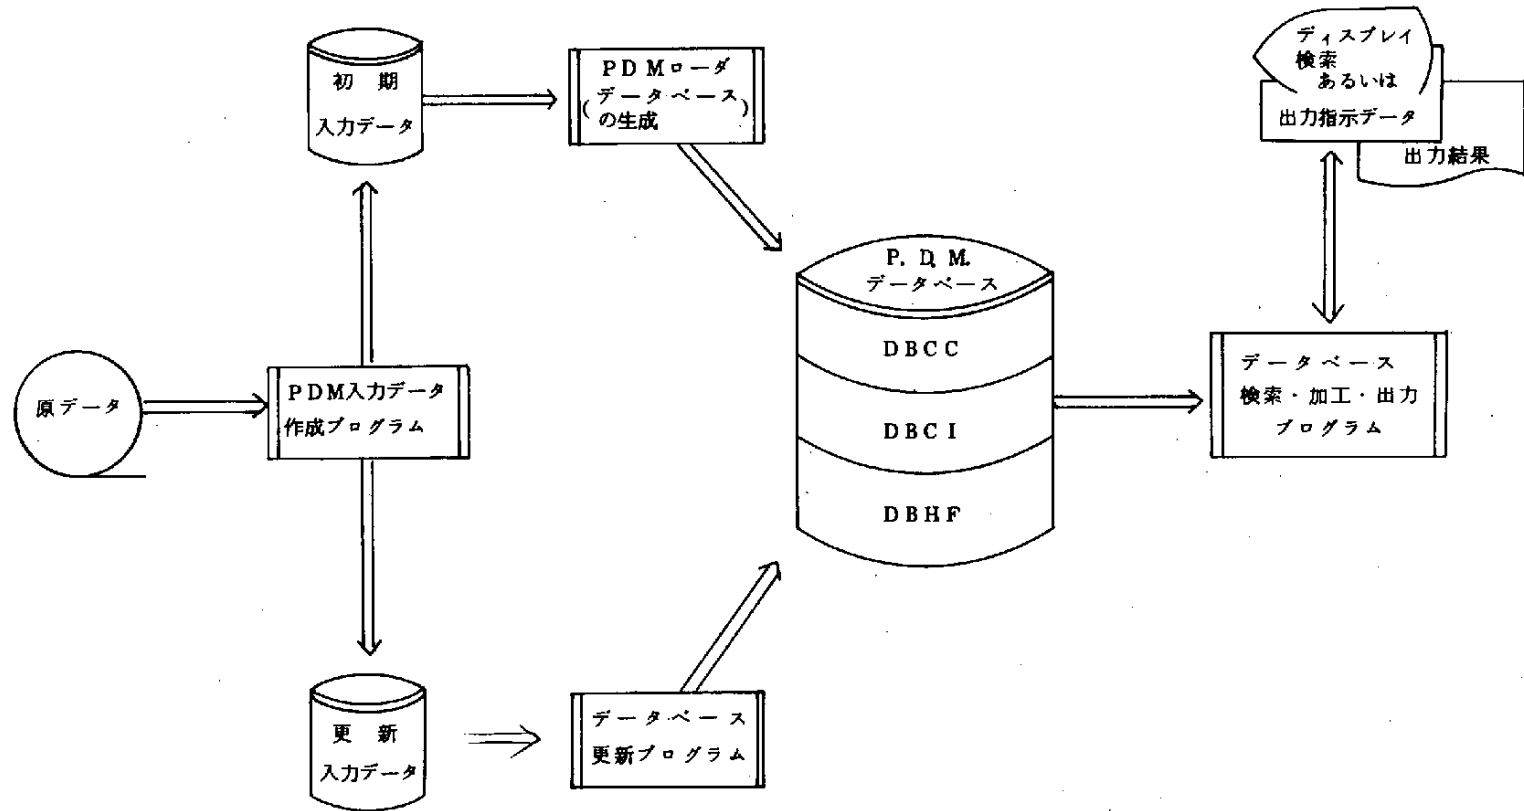 原データ
PDM入力データ
作成プログラム
初 期
入力データ
PDMローダ
(データベース)
の生成
更 新
入力データ
データベース
更新プログラム
P. D. M.
データベース
DBCC
DBCI
DBHF
データベース
検索・加工・出力
プログラム
ディスプレイ
検索
あるいは
出力指示データ
出力結果